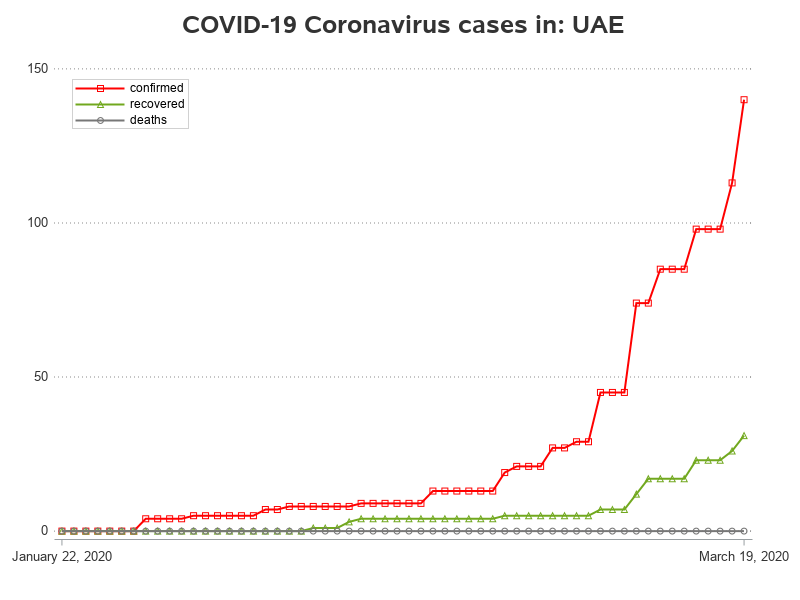 COVID-19 Coronavirus cases in: UAE
150
confirmed
recovered
deaths
100
50
0
January 22, 2020
March 19, 2020